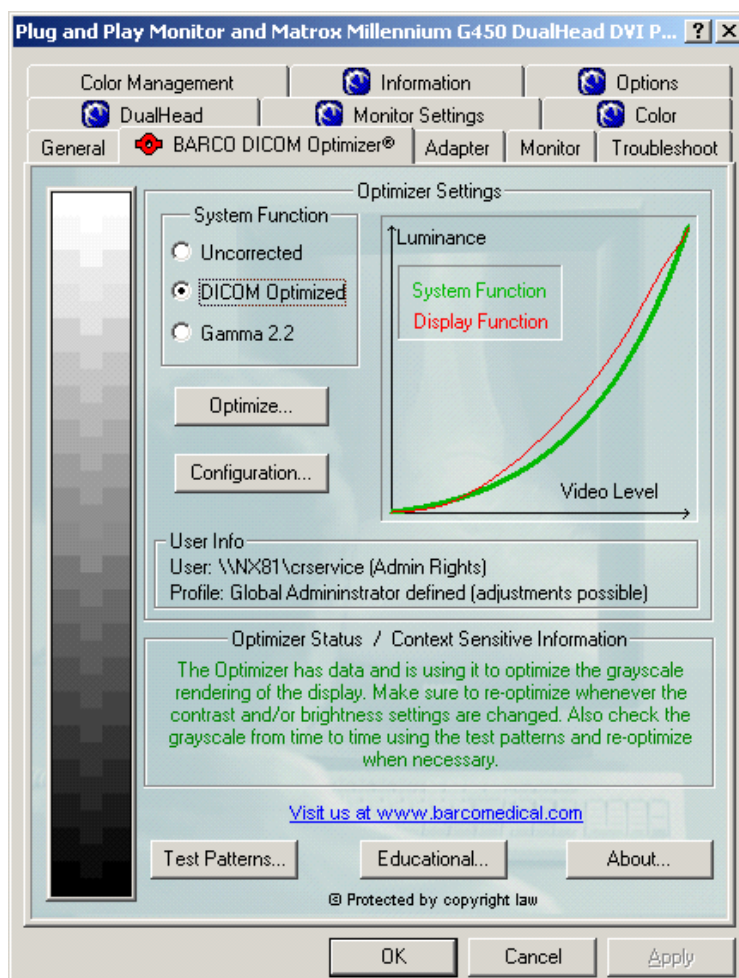 Plug and Play Monitor and Matrox Millennium G450 DualHead DVI P...
Color Management
Information
Options
DualHead
Monitor Settings
Color
General
BARCO DICOM Optimizer®
Adapter
Monitor
Troubleshoot
Optimizer Settings
System Function
Uncorrected
DICOM Optimized
Gamma 2.2
Optimize...
Configuration...
Luminance
System Function
Display Function
Video Level
User Info
User: \\NX81\crservice (Admin Rights)
Profile: Global Admininstrator defined (adjustments possible)
Optimizer Status / Context Sensitive Information
The Optimizer has data and is using it to optimize the grayscale
rendering of the display. Make sure to re-optimize whenever the
contrast and/or brightness settings are changed. Also check the
grayscale from time to time using the test patterns and re-optimize
when necessary.
Visit us at www.barcomedical.com
Test Patterns...
Educational...
About...
© Protected by copyright law
OK
Cancel
Apply